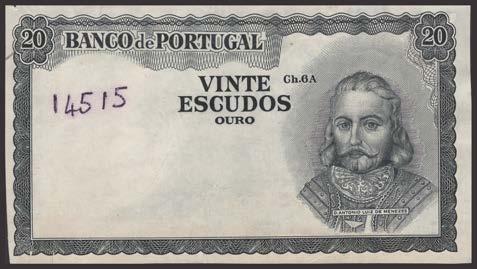 20 BANCO de PORTUGAL 20
VINTE Ch.6A
ESCUDOS
OURO
14515
D. ANTONIO LUIZ DE MENEZES